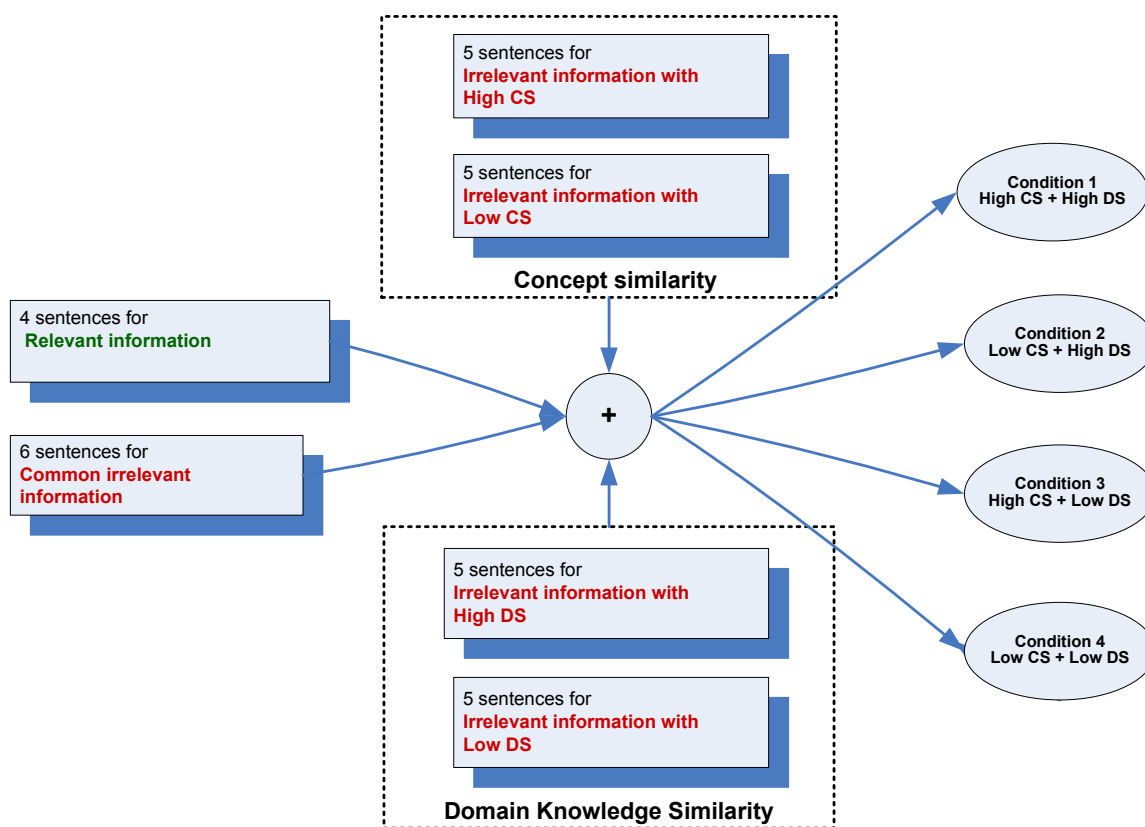 5 sentences for
Irrelevant information with
High CS
5 sentences for
Irrelevant information with
Low CS
Concept similarity
4 sentences for
Relevant information
6 sentences for
Common irrelevant
information
+
5 sentences for
Irrelevant information with
High DS
5 sentences for
Irrelevant information with
Low DS
Domain Knowledge Similarity
Condition 1
High CS + High DS
Condition 2
Low CS + High DS
Condition 3
High CS + Low DS
Condition 4
Low CS + Low DS